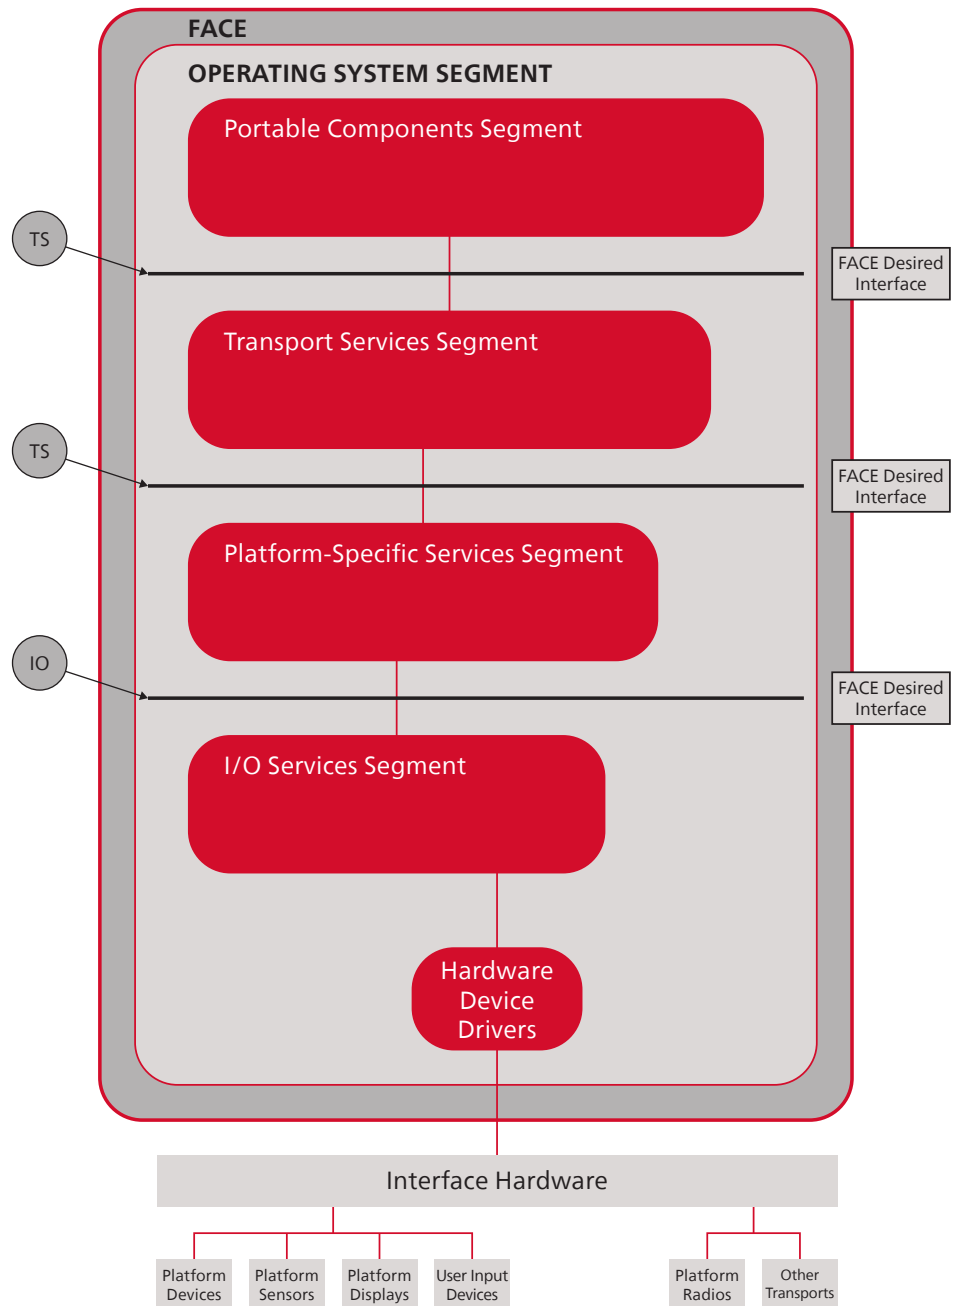 FACE
OPERATING SYSTEM SEGMENT
Portable Components Segment
TS
FACE Desired
Interface
Transport Services Segment
TS
FACE Desired
Interface
Platform-Specific Services Segment
IO
FACE Desired
Interface
I/O Services Segment
Hardware
Device
Drivers
Interface Hardware
Platform
Devices
Platform
Sensors
Platform
Displays
User Input
Devices
Platform
Radios
Other
Transports